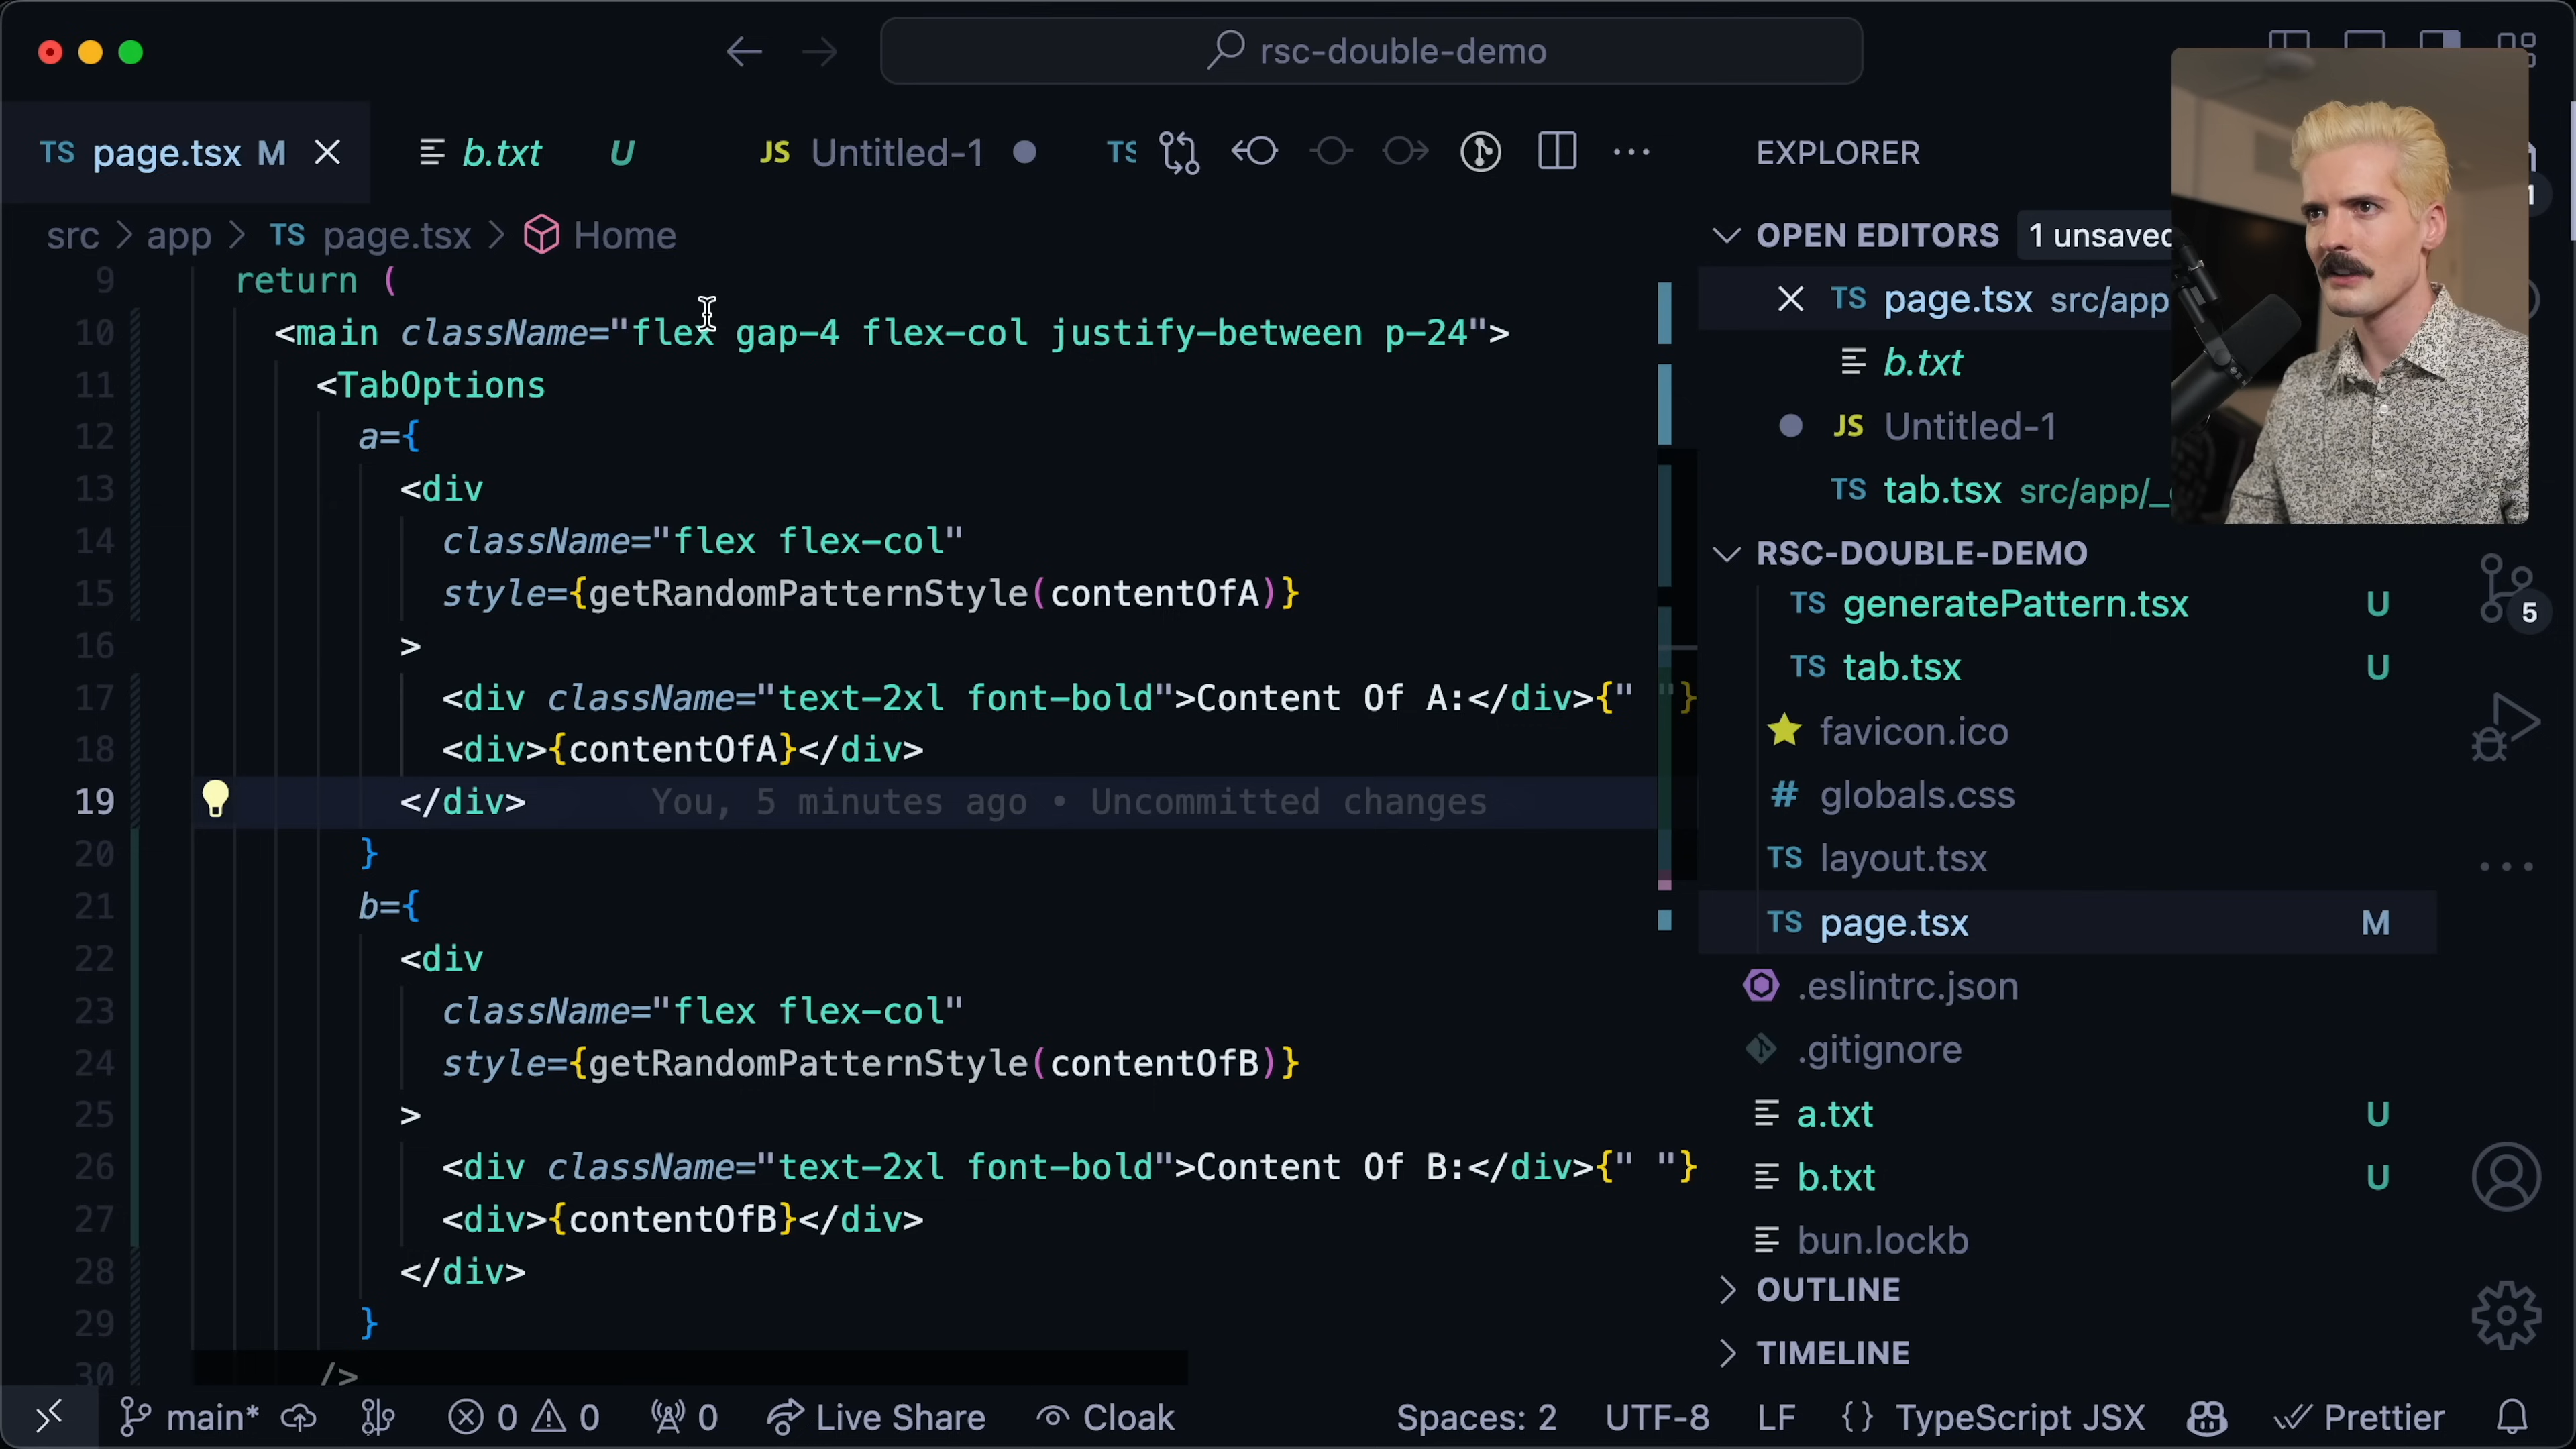 rsc-double-demo
TS page.tsx M
b.txt U
JS Untitled-1
TS
EXPLORER
src > app > TS page.tsx > Home
OPEN EDITORS 1 unsaved
TS page.tsx src/app
b.txt
JS Untitled-1
TS tab.tsx src/app/_
RSC-DOUBLE-DEMO
TS generatePattern.tsx U
TS tab.tsx U
favicon.ico
# globals.css
TS layout.tsx
TS page.tsx M
.eslintrc.json
.gitignore
a.txt U
b.txt U
bun.lockb
OUTLINE
TIMELINE
5
9 return (
10 <main className="flex gap-4 flex-col justify-between p-24">
11 <TabOptions
12 a={
13 <div
14 className="flex flex-col"
15 style={getRandomPatternStyle(contentOfA)}
16 >
17 <div className="text-2xl font-bold">Content Of A:</div>{" "}
18 <div>{contentOfA}</div>
19 </div> You, 5 minutes ago • Uncommitted changes
20 }
21 b={
22 <div
23 className="flex flex-col"
24 style={getRandomPatternStyle(contentOfB)}
25 >
26 <div className="text-2xl font-bold">Content Of B:</div>{" "}
27 <div>{contentOfB}</div>
28 </div>
29 }
30 />
main* 0 0 0 Live Share Cloak Spaces: 2 UTF-8 LF {} TypeScript JSX Prettier